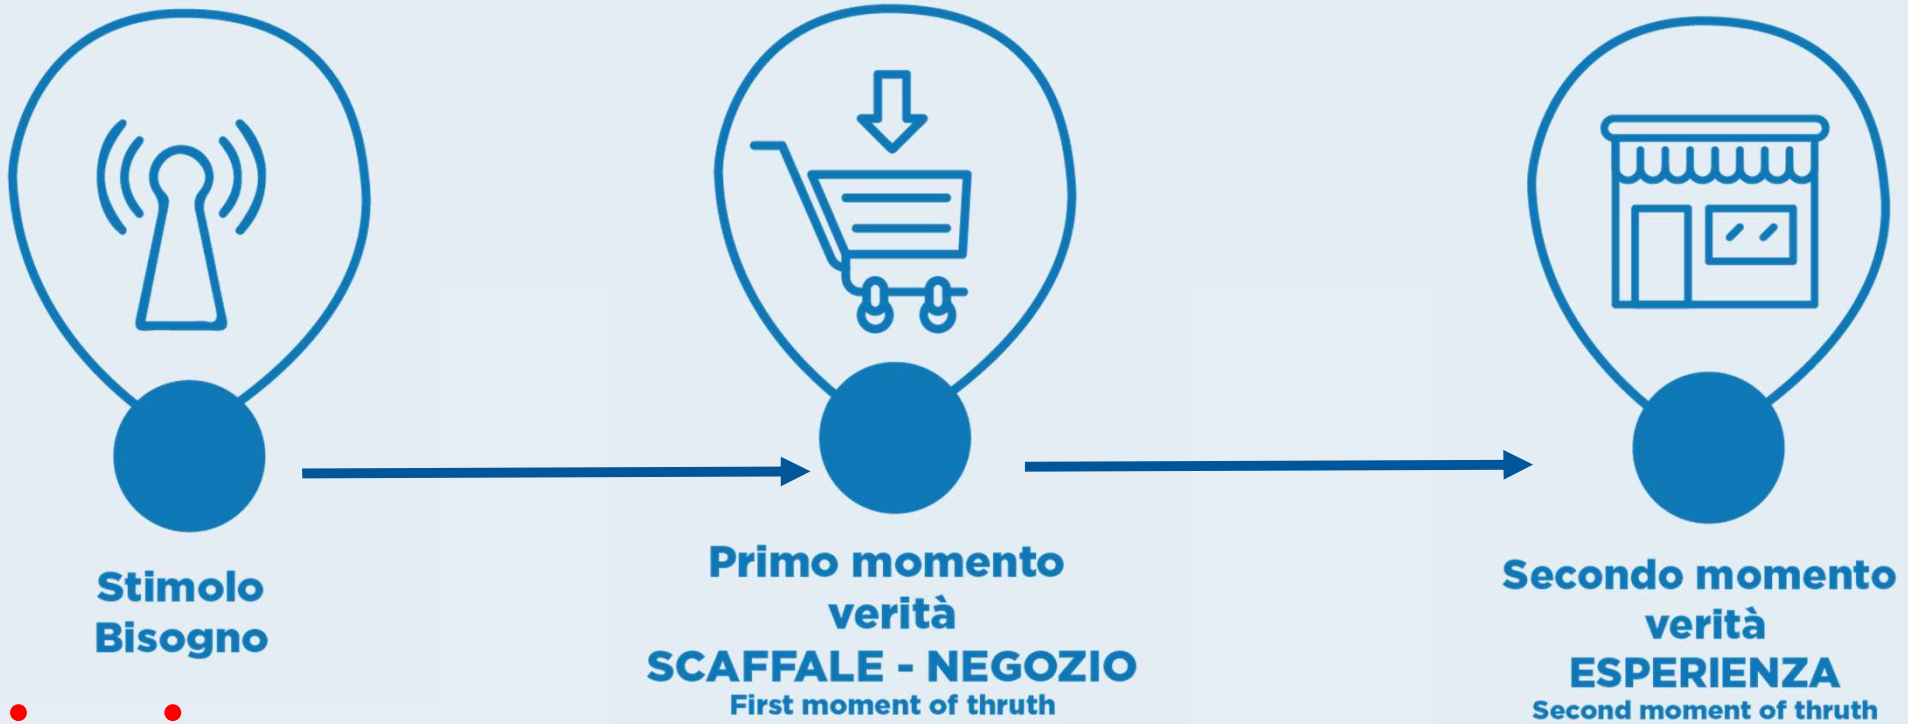 Stimolo
Bisogno
Primo momento
verità
SCAFFALE - NEGOZIO
First moment of thruth
Secondo momento
verità
ESPERIENZA
Second moment of thruth